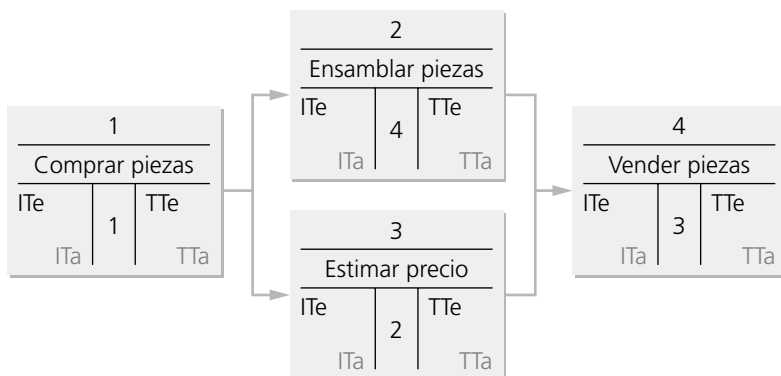 1
Comprar piezas
ITe 1 TTe
ITa TTa
2
Ensamblar piezas
ITe 4 TTe
ITa TTa
3
Estimar precio
ITe 2 TTe
ITa TTa
4
Vender piezas
ITe 3 TTe
ITa TTa